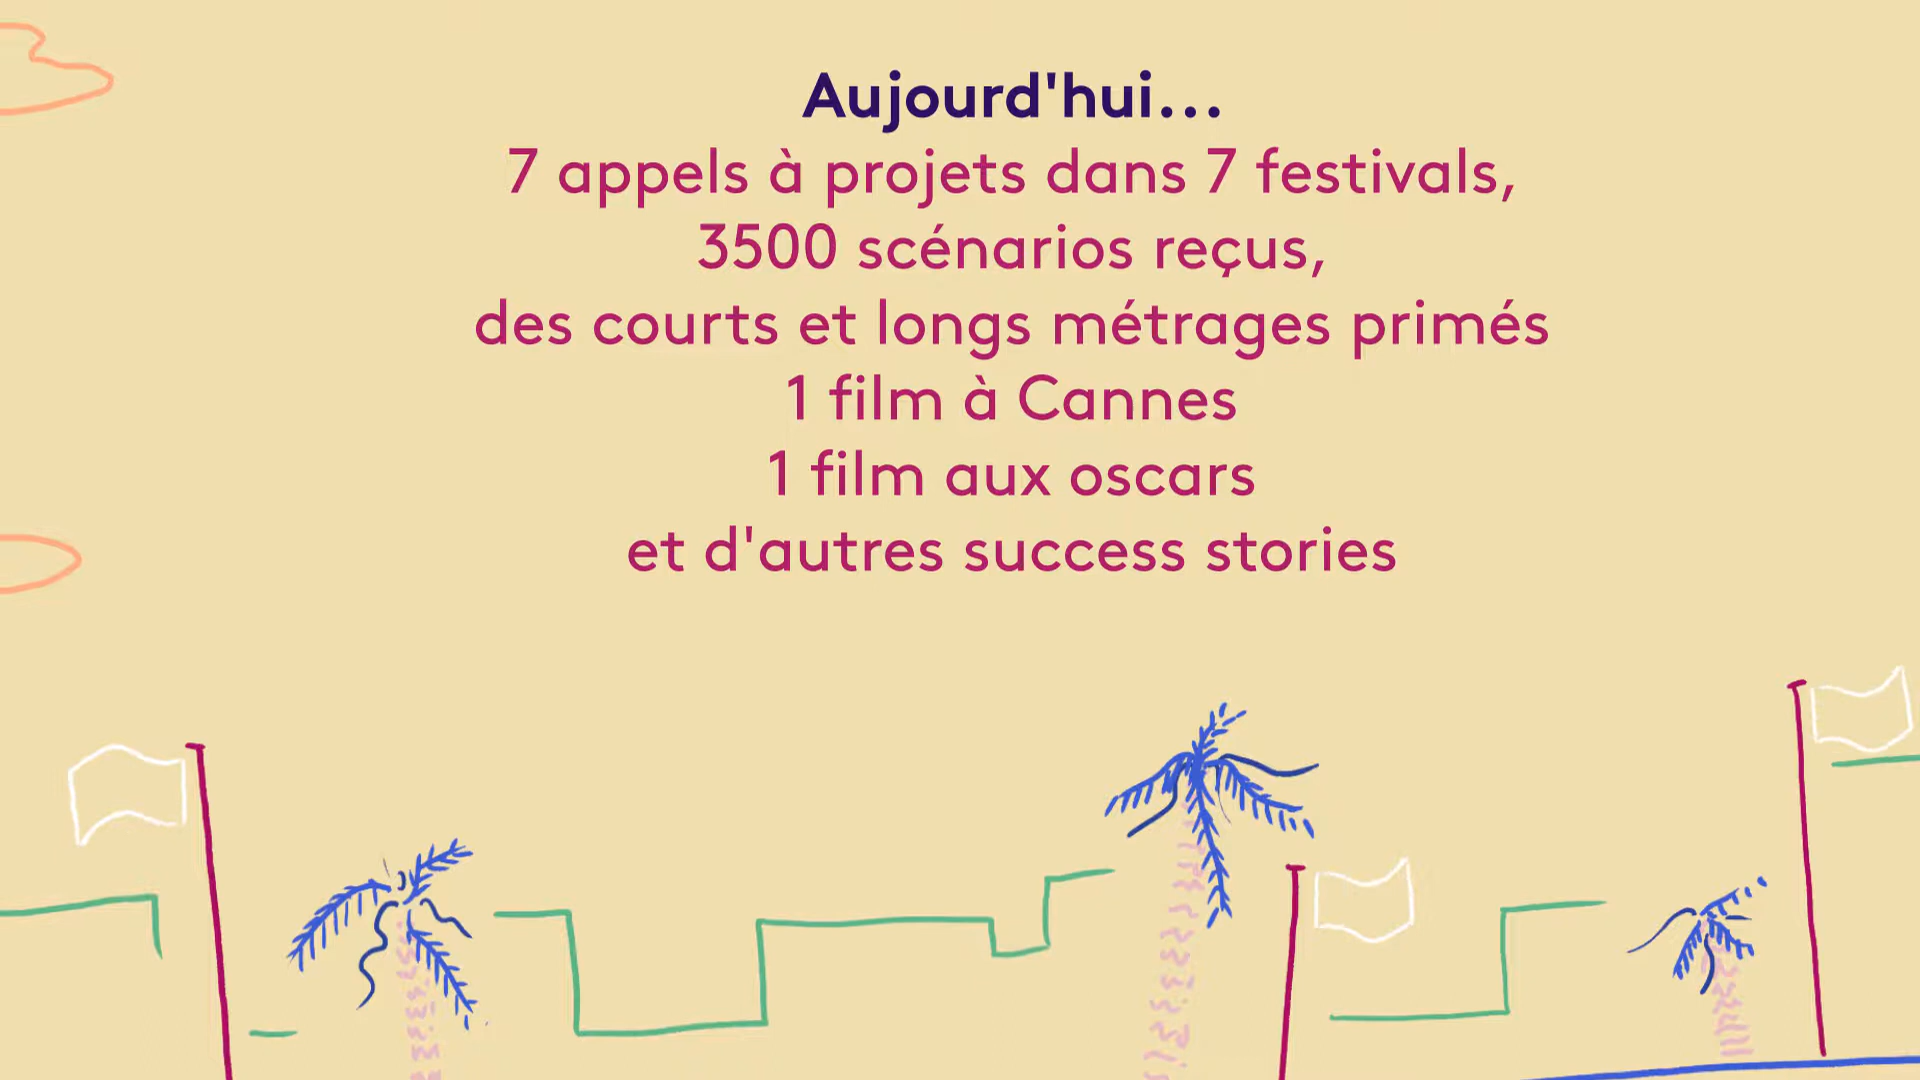 Aujourd'hui...
7 appels à projets dans 7 festivals,
3500 scénarios reçus,
des courts et longs métrages primés
1 film à Cannes
1 film aux oscars
et d'autres success stories